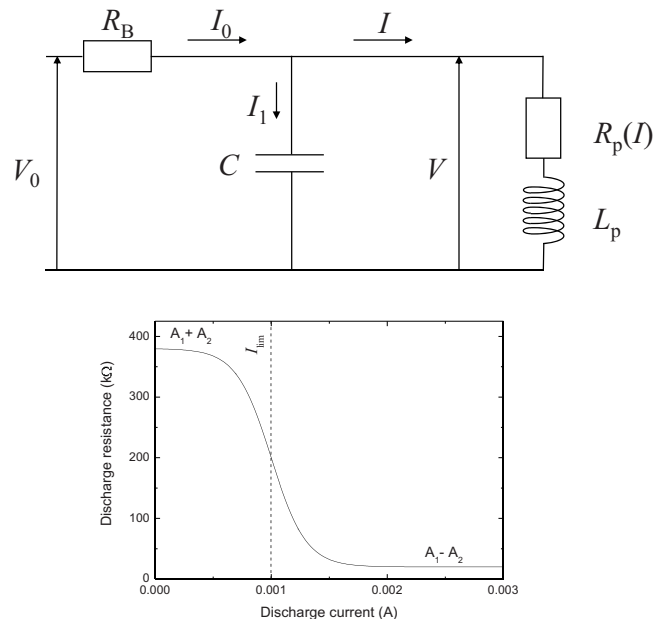 R_B
I_0
I
I_1
V_0
C
V
R_p(I)
L_p
A_1 + A_2
I_lim
A_1 - A_2
400
300
200
100
0
Discharge resistance (kΩ)
0.000
0.001
0.002
0.003
Discharge current (A)